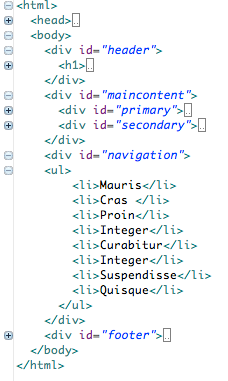 <html>
<head>..
<body>
<div id="header">
<h1>..
</div>
<div id="maincontent">
<div id="primary">..
<div id="secondary">..
</div>
<div id="navigation">
<ul>
<li>Mauris</li>
<li>Cras </li>
<li>Proin</li>
<li>Integer</li>
<li>Curabitur</li>
<li>Integer</li>
<li>Suspendisse</li>
<li>Quisque</li>
</ul>
</div>
<div id="footer">..
</body>
</html>